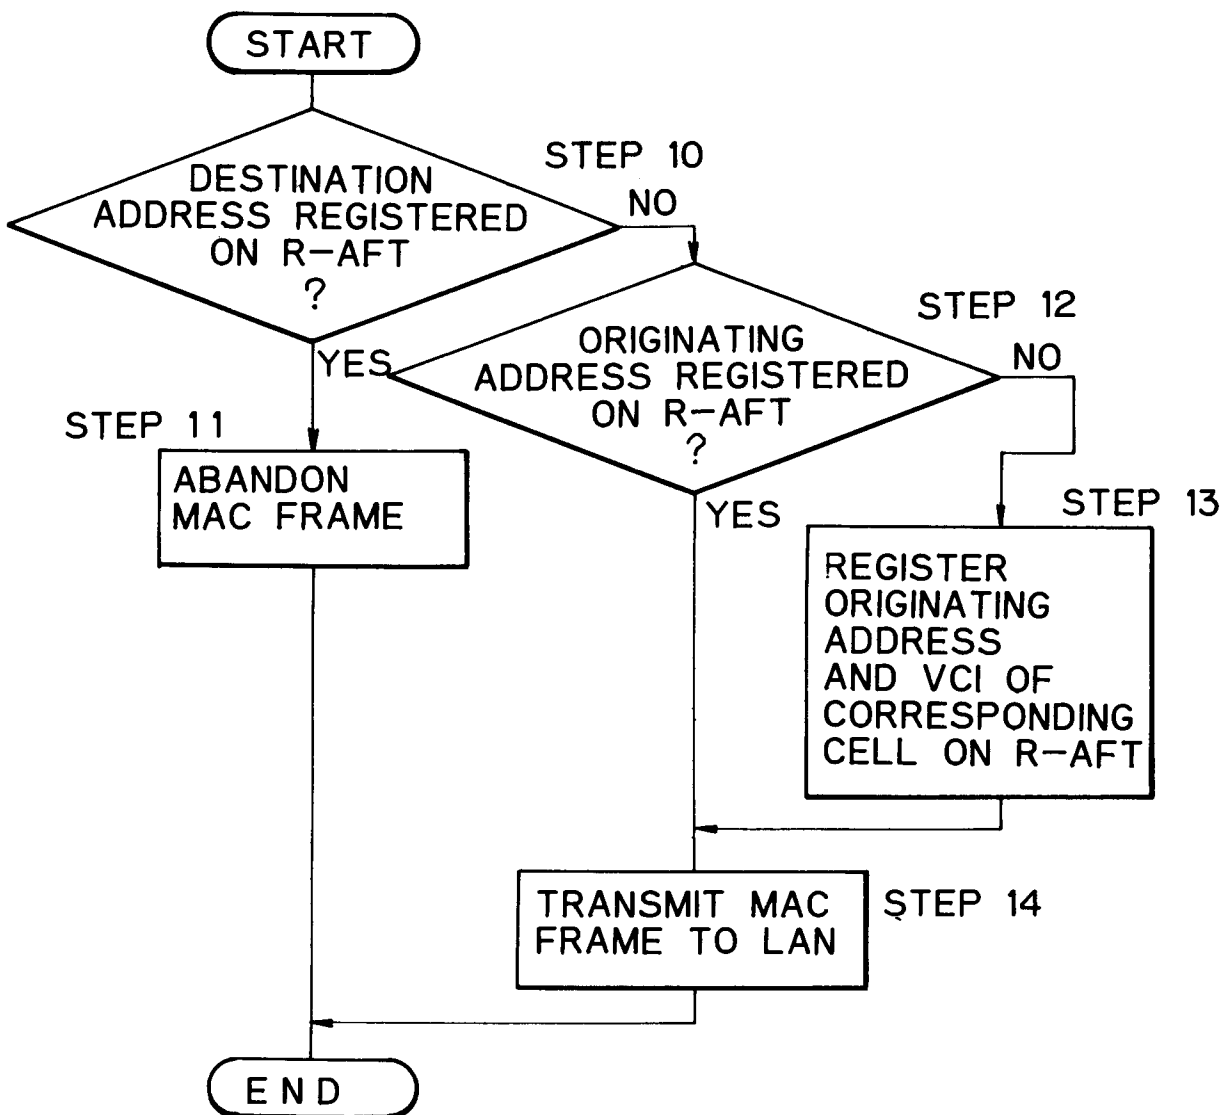 START
STEP 10
DESTINATION
ADDRESS REGISTERED
ON R-AFT
?
NO
YES
STEP 12
ORIGINATING
ADDRESS REGISTERED
ON R-AFT
?
NO
YES
STEP 11
ABANDON
MAC FRAME
STEP 13
REGISTER
ORIGINATING
ADDRESS
AND VCI OF
CORRESPONDING
CELL ON R-AFT
TRANSMIT MAC
FRAME TO LAN
STEP 14
END